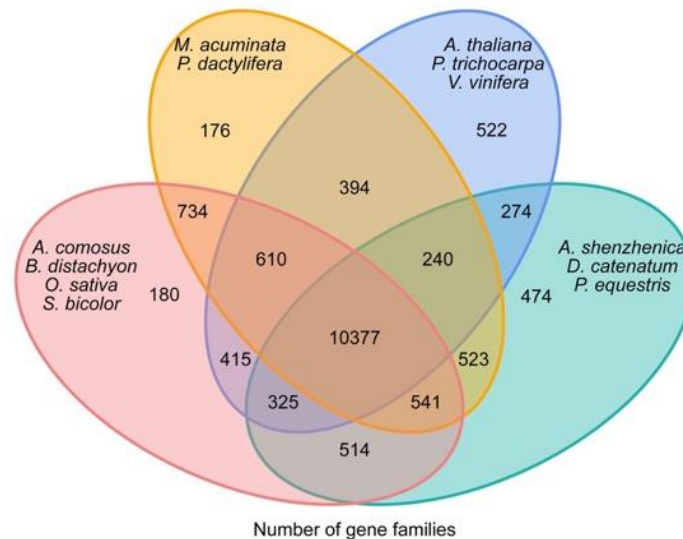 M. acuminata
P. dactylifera
A. thaliana
P. trichocarpa
V. vinifera
176
522
394
734
274
A. comosus
B. distachyon
O. sativa
S. bicolor
180
610
240
A. shenzhenica
D. catenatum
P. equestris
474
10377
415
523
325
541
514
Number of gene families